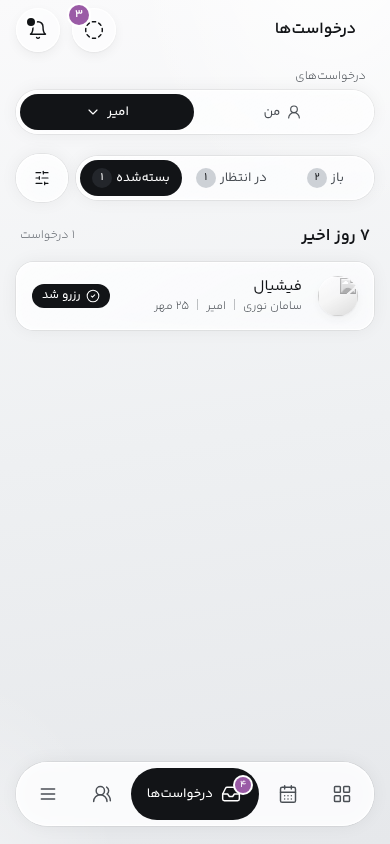 درخواست‌ها
۳
درخواست‌های
من
امیر
باز ۲
در انتظار ۱
بسته‌شده ۱
۷ روز اخیر
۱ درخواست
فیشیال
سامان نوری | امیر | ۲۵ مهر
رزرو شد
۴
درخواست‌ها